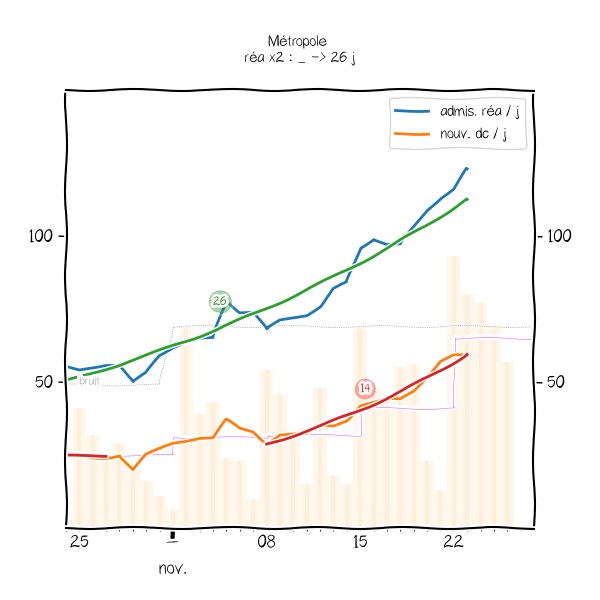 Métropole
réa x2 : _ -> 26 j
admis. réa / j
nouv. dc / j
100 100
26
bruit
14
50 50
25 1 08 15 22
nov.